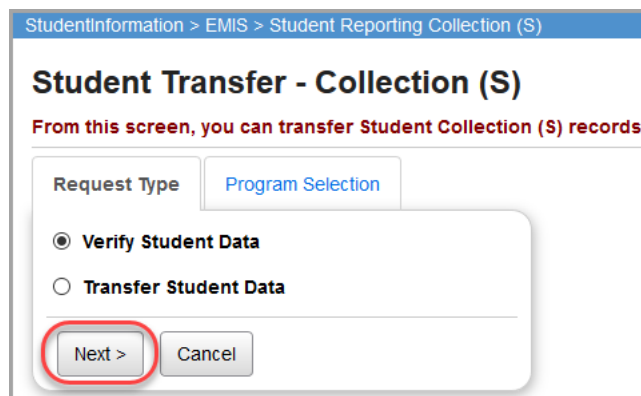 StudentInformation > EMIS > Student Reporting Collection (S)
Student Transfer - Collection (S)
From this screen, you can transfer Student Collection (S) records
Request Type Program Selection
Verify Student Data
Transfer Student Data
Next > Cancel